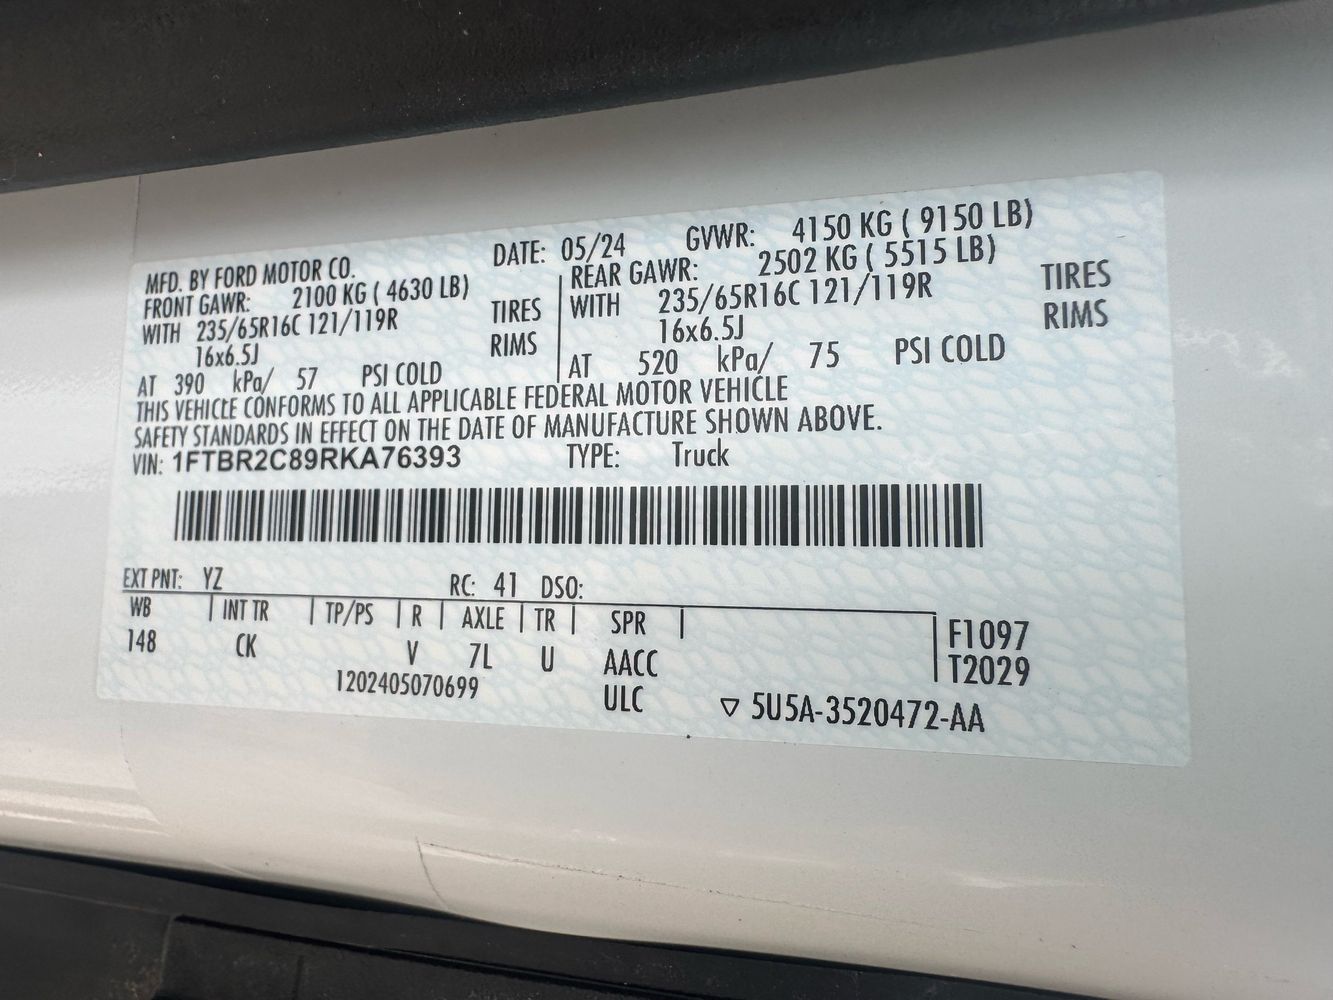 MFD. BY FORD MOTOR CO. DATE: 05/24 GVWR: 4150 KG ( 9150 LB)
FRONT GAWR: 2100 KG ( 4630 LB)
WITH 235/65R16C 121/119R TIRES
16x6.5J RIMS
AT 390 kPa/ 57 PSI COLD
REAR GAWR: 2502 KG ( 5515 LB)
WITH 235/65R16C 121/119R TIRES
16x6.5J RIMS
AT 520 kPa/ 75 PSI COLD
THIS VEHICLE CONFORMS TO ALL APPLICABLE FEDERAL MOTOR VEHICLE
SAFETY STANDARDS IN EFFECT ON THE DATE OF MANUFACTURE SHOWN ABOVE.
VIN: 1FTBR2C89RKA76393 TYPE: Truck
EXT PNT: YZ RC: 41 DSO:
WB | INT TR | TP/PS | R | AXLE | TR | SPR | F1097
148 CK V 7L U AACC T2029
1202405070699 ULC ▽ 5U5A-3520472-AA